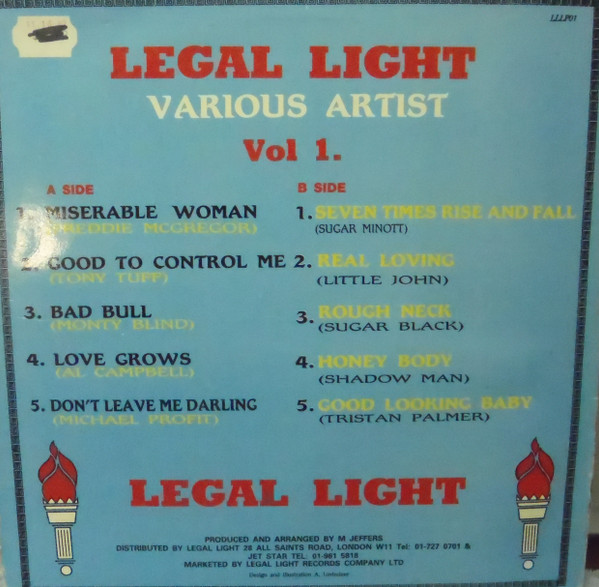 LLLP01
LEGAL LIGHT
VARIOUS ARTIST
Vol 1.
A SIDE
1. MISERABLE WOMAN
(FREDDIE MCGREGOR)
2. GOOD TO CONTROL ME
(TONY TUFF)
3. BAD BULL
(MONTY BLIND)
4. LOVE GROWS
(AL CAMPBELL)
5. DON'T LEAVE ME DARLING
(MICHAEL PROFIT)
B SIDE
1. SEVEN TIMES RISE AND FALL
(SUGAR MINOTT)
2. REAL LOVING
(LITTLE JOHN)
3. ROUGH NECK
(SUGAR BLACK)
4. HONEY BODY
(SHADOW MAN)
5. GOOD LOOKING BABY
(TRISTAN PALMER)
LEGAL LIGHT
PRODUCED AND ARRANGED BY M JEFFERS
DISTRIBUTED BY LEGAL LIGHT 28 ALL SAINTS ROAD, LONDON W11 Tel: 01-727 0701 &
JET STAR TEL: 01-961 5818
MARKETED BY LEGAL LIGHT RECORDS COMPANY LTD
Design and Illustration A.